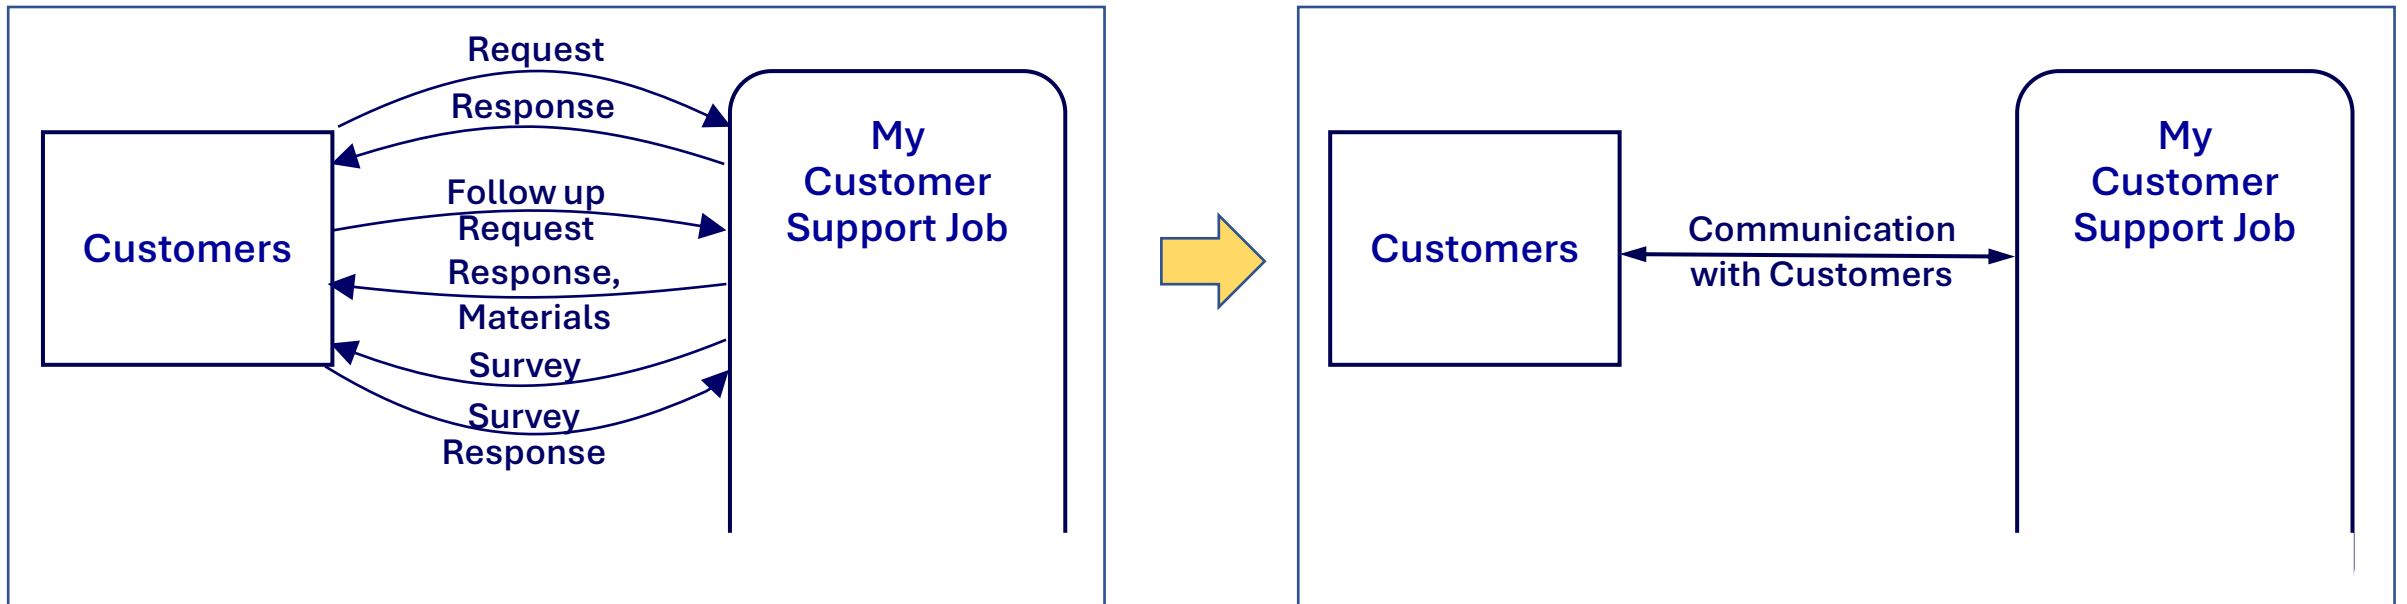 Request
Response
Follow up
Request
Response,
Materials
Survey
Survey
Response
Customers
My
Customer
Support Job
Customers
Communication
with Customers
My
Customer
Support Job